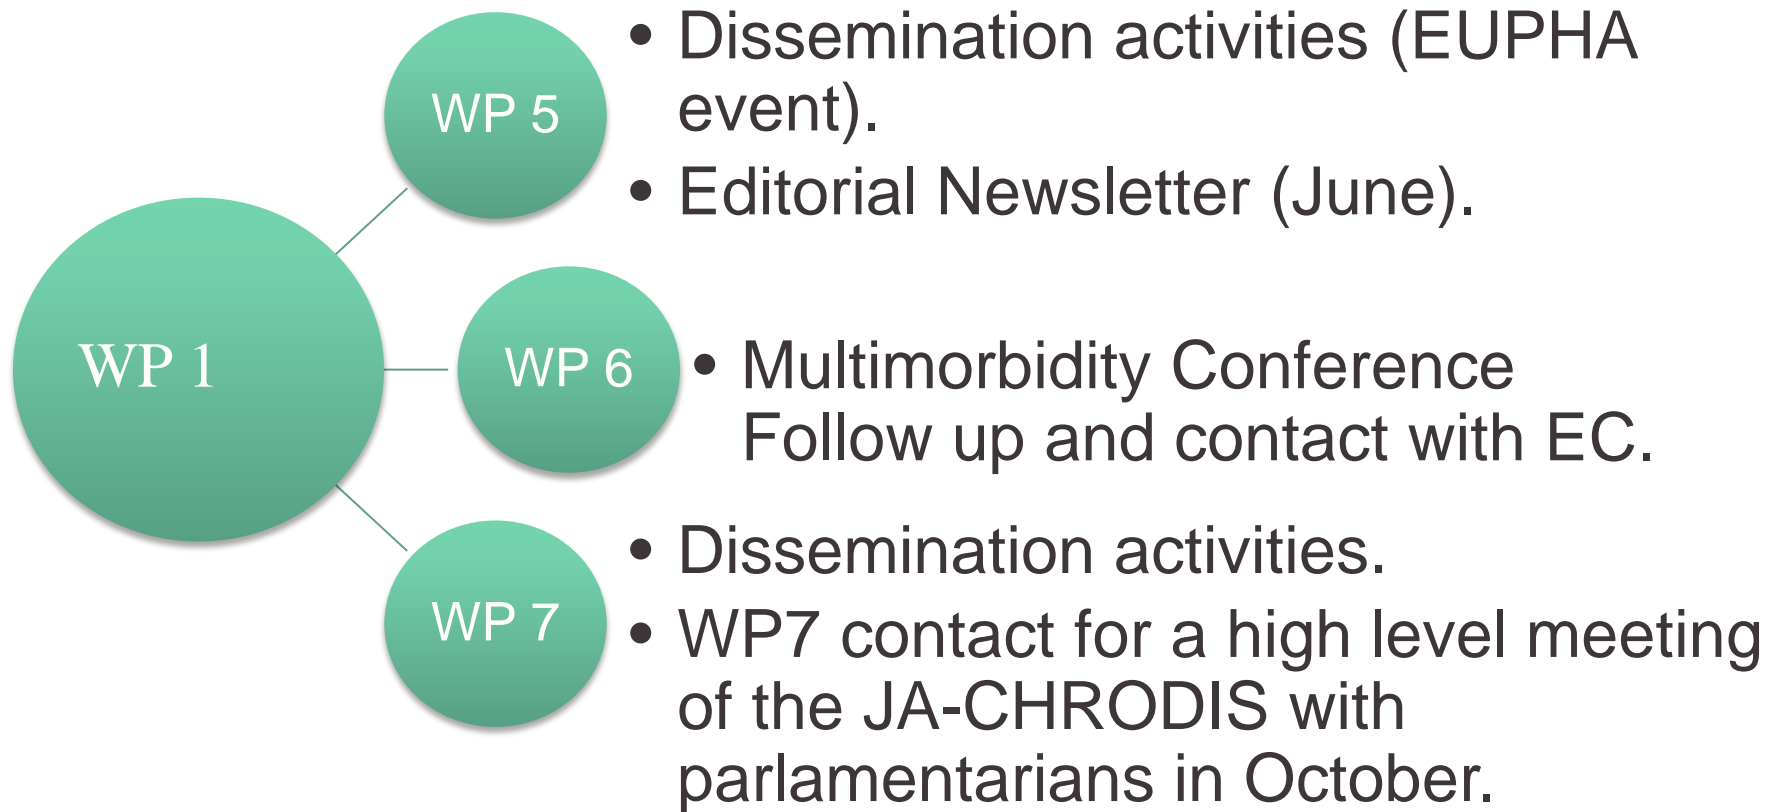 WP 1
WP 5
• Dissemination activities (EUPHA
event).
• Editorial Newsletter (June).
WP 6
• Multimorbidity Conference
Follow up and contact with EC.
WP 7
• Dissemination activities.
• WP7 contact for a high level meeting
of the JA-CHRODIS with
parlamentarians in October.